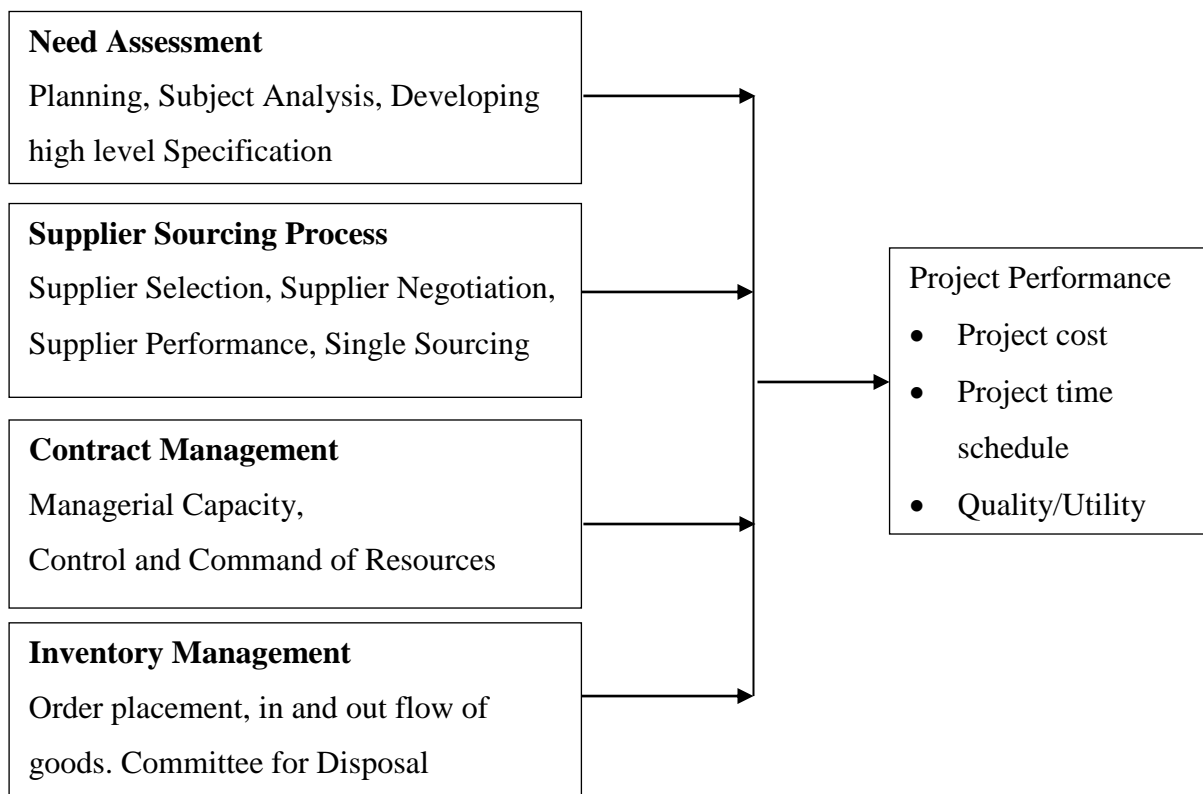 Need Assessment
Planning, Subject Analysis, Developing
high level Specification
Supplier Sourcing Process
Supplier Selection, Supplier Negotiation,
Supplier Performance, Single Sourcing
Contract Management
Managerial Capacity,
Control and Command of Resources
Inventory Management
Order placement, in and out flow of
goods. Committee for Disposal
Project Performance
• Project cost
• Project time
schedule
• Quality/Utility